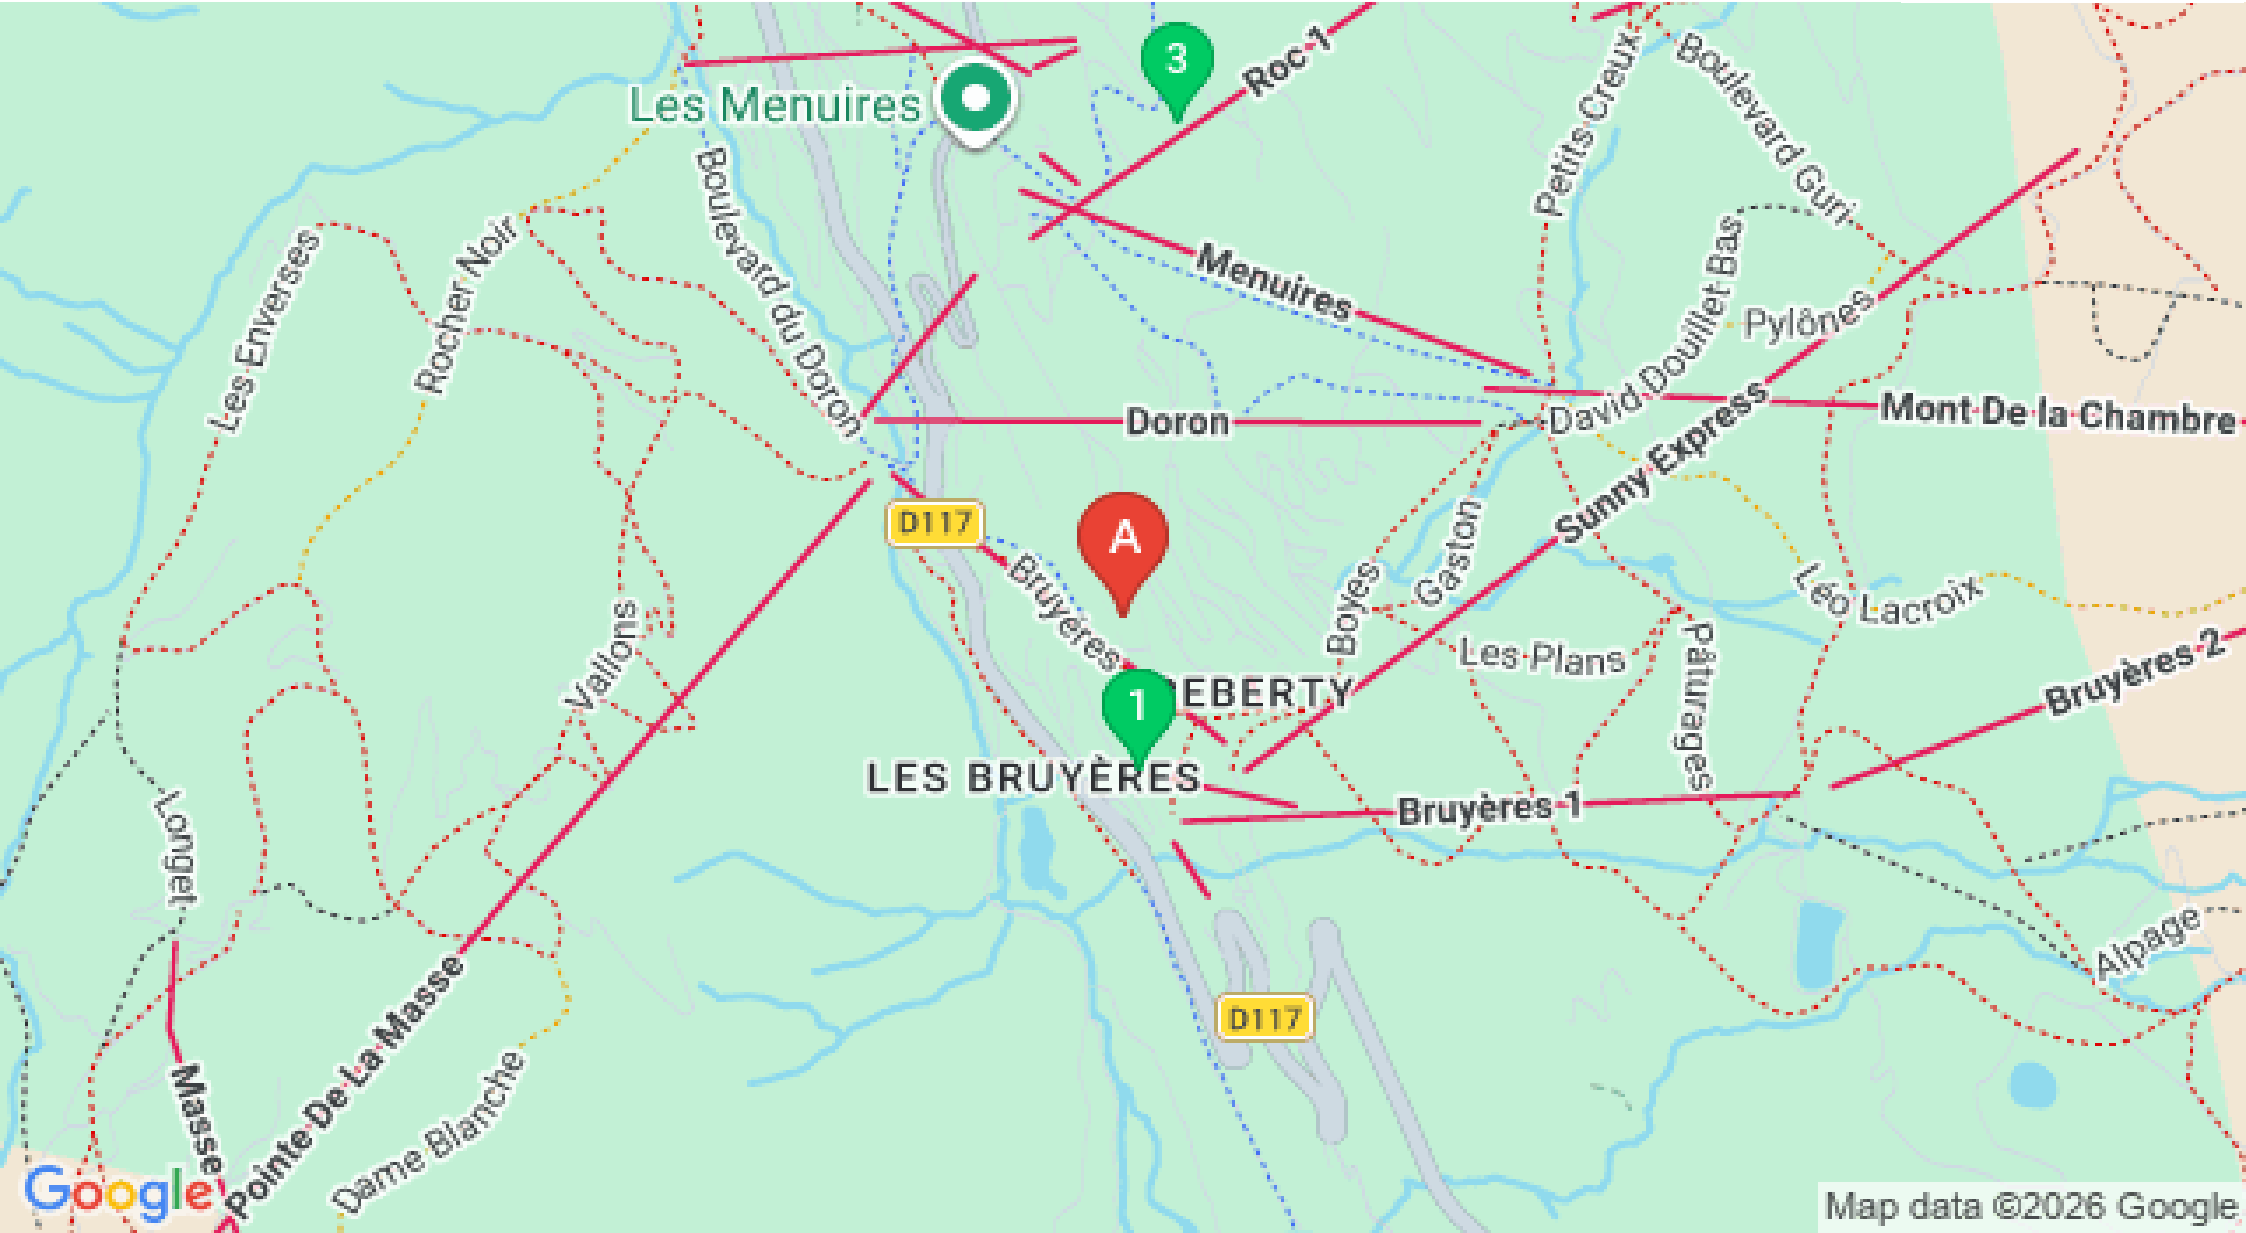 3
Roc 1
Les Menuires
Petits Creux
Boulevard Guri
Boulevard du Doron
Les Enverses
Rocher Noir
Menuires
David Douillet Bas
Pylônes
Doron
Mont De la Chambre
Sunny Express
D117
A
Bruyères
Gaston
Boyes
Léo Lacroix
Les Plans
Vallons
Pâturages
Bruyères 2
1
EBERTY
LES BRUYÈRES
Bruyères 1
Longet
Alpage
D117
Pointe De La Masse
Masse
Dame Blanche
Google
Map data ©2026 Google